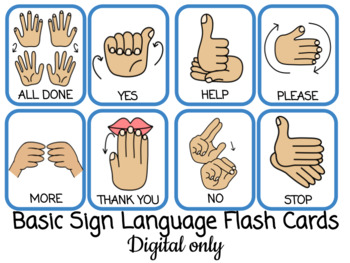 ALL DONE
YES
HELP
PLEASE
MORE
THANK YOU
NO
STOP
Basic Sign Language Flash Cards
Digital only